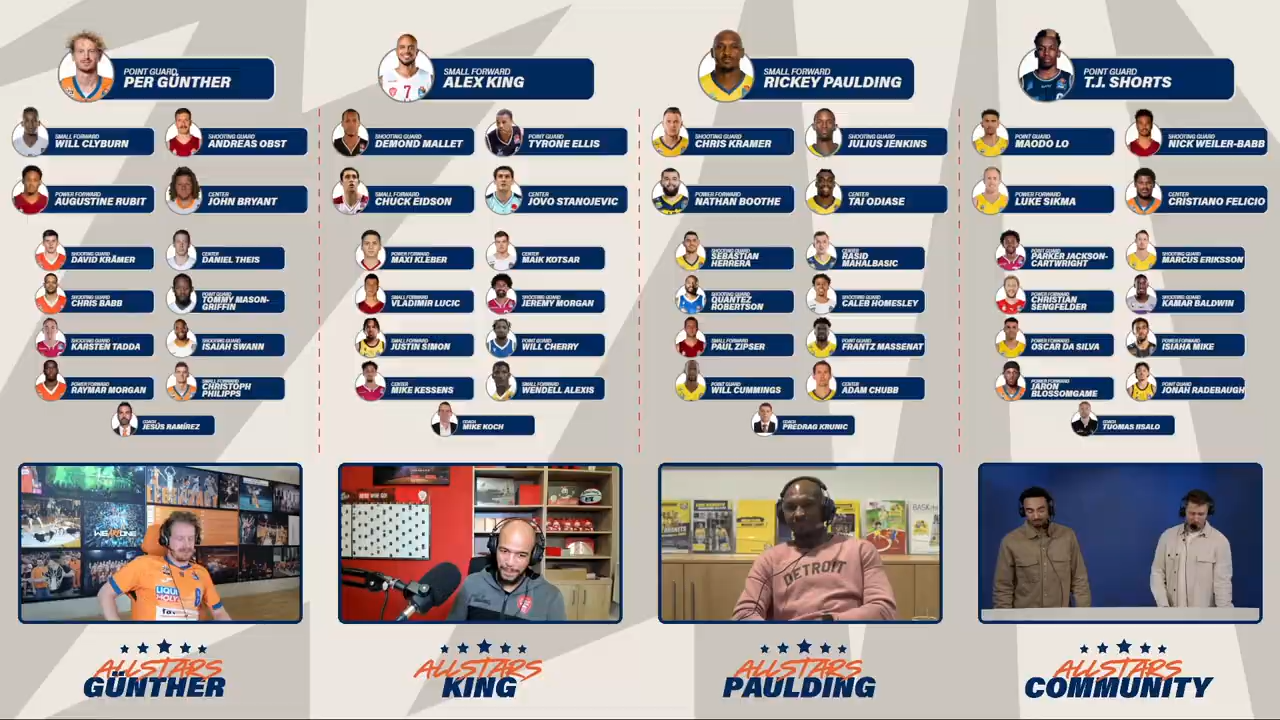 POINT GUARD
PER GÜNTHER
SMALL FORWARD
WILL CLYBURN
SHOOTING GUARD
ANDREAS OBST
POWER FORWARD
AUGUSTINE RUBIT
CENTER
JOHN BRYANT
SHOOTING GUARD
DAVID KRÄMER
CENTER
DANIEL THEIS
SHOOTING GUARD
CHRIS BABB
POINT GUARD
TOMMY MASON-
GRIFFIN
SHOOTING GUARD
KARSTEN TADDA
SHOOTING GUARD
ISAIAH SWANN
POWER FORWARD
RAYMAR MORGAN
SMALL FORWARD
CHRISTOPH
PHILIPPS
COACH
JESÚS RAMÍREZ
SMALL FORWARD
ALEX KING
SHOOTING GUARD
DEMOND MALLET
POINT GUARD
TYRONE ELLIS
SMALL FORWARD
CHUCK EIDSON
CENTER
JOVO STANOJEVIC
POWER FORWARD
MAXI KLEBER
CENTER
MAIK KOTSAR
SMALL FORWARD
VLADIMIR LUCIC
SHOOTING GUARD
JEREMY MORGAN
SMALL FORWARD
JUSTIN SIMON
POINT GUARD
WILL CHERRY
CENTER
MIKE KESSENS
SMALL FORWARD
WENDELL ALEXIS
COACH
MIKE KOCH
SMALL FORWARD
RICKEY PAULDING
SHOOTING GUARD
CHRIS KRAMER
SHOOTING GUARD
JULIUS JENKINS
POWER FORWARD
NATHAN BOOTHE
CENTER
TAI ODIASE
SHOOTING GUARD
SEBASTIAN
HERRERA
CENTER
RASID
MAHALBASIC
SHOOTING GUARD
QUANTEZ
ROBERTSON
SHOOTING GUARD
CALEB HOMESLEY
SMALL FORWARD
PAUL ZIPSER
POINT GUARD
FRANTZ MASSENAT
POINT GUARD
WILL CUMMINGS
CENTER
ADAM CHUBB
COACH
PREDRAG KRUNIC
POINT GUARD
T.J. SHORTS
POINT GUARD
MAODO LO
SHOOTING GUARD
NICK WEILER-BABB
POWER FORWARD
LUKE SIKMA
CENTER
CRISTIANO FELICIO
POINT GUARD
PARKER JACKSON-
CARTWRIGHT
SHOOTING GUARD
MARCUS ERIKSSON
POWER FORWARD
CHRISTIAN
SENGFELDER
SHOOTING GUARD
KAMAR BALDWIN
POWER FORWARD
OSCAR DA SILVA
SMALL FORWARD
ISIAHA MIKE
POWER FORWARD
JARON
BLOSSOMGAME
POINT GUARD
JONAH RADEBAUGH
COACH
TUOMAS IISALO
LIQUI
MOLY
HERE WE GO!
DETROIT
BASK
ALLSTARS
GÜNTHER
ALLSTARS
KING
ALLSTARS
PAULDING
ALLSTARS
COMMUNITY